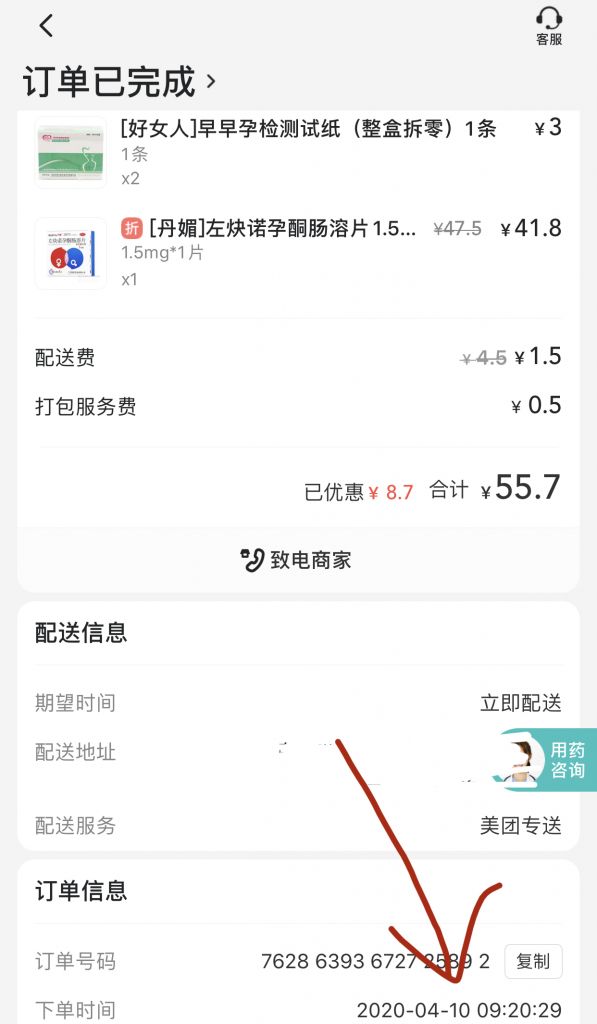 客服
订单已完成
[好女人]早早孕检测试纸（整盒拆零）1条 ¥3
1条
x2
折 [丹媚]左炔诺孕酮肠溶片1.5... ¥47.5 ¥41.8
1.5mg*1片
x1
配送费 ¥4.5 ¥1.5
打包服务费 ¥0.5
已优惠¥8.7 合计 ¥55.7
致电商家
配送信息
期望时间 立即配送
用药
咨询
配送地址
配送服务 美团专送
订单信息
订单号码 7628 6393 6727 2589 2 复制
下单时间 2020-04-10 09:20:29